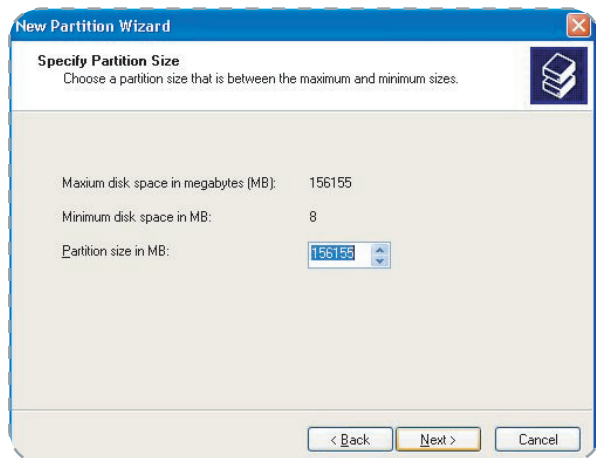 New Partition Wizard
Specify Partition Size
Choose a partition size that is between the maximum and minimum sizes.
Maxium disk space in megabytes (MB): 156155
Minimum disk space in MB: 8
Partition size in MB: 156155
< Back Next > Cancel